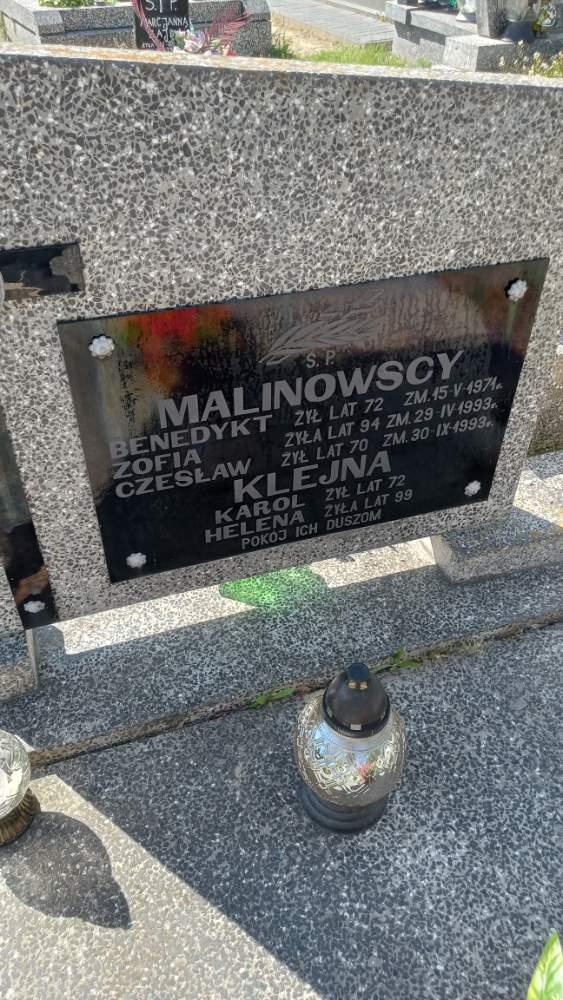 Ś.P.
MALINOWSCY
BENEDYKT ŻYŁ LAT 72 ZM. 15-V-1971r.
ZOFIA ŻYŁA LAT 94 ZM. 29-IV-1993r.
CZESŁAW ŻYŁ LAT 70 ZM. 30-IX-1993r.
KLEJNA
KAROL ŻYŁ LAT 72
HELENA ŻYŁA LAT 99
POKÓJ ICH DUSZOM